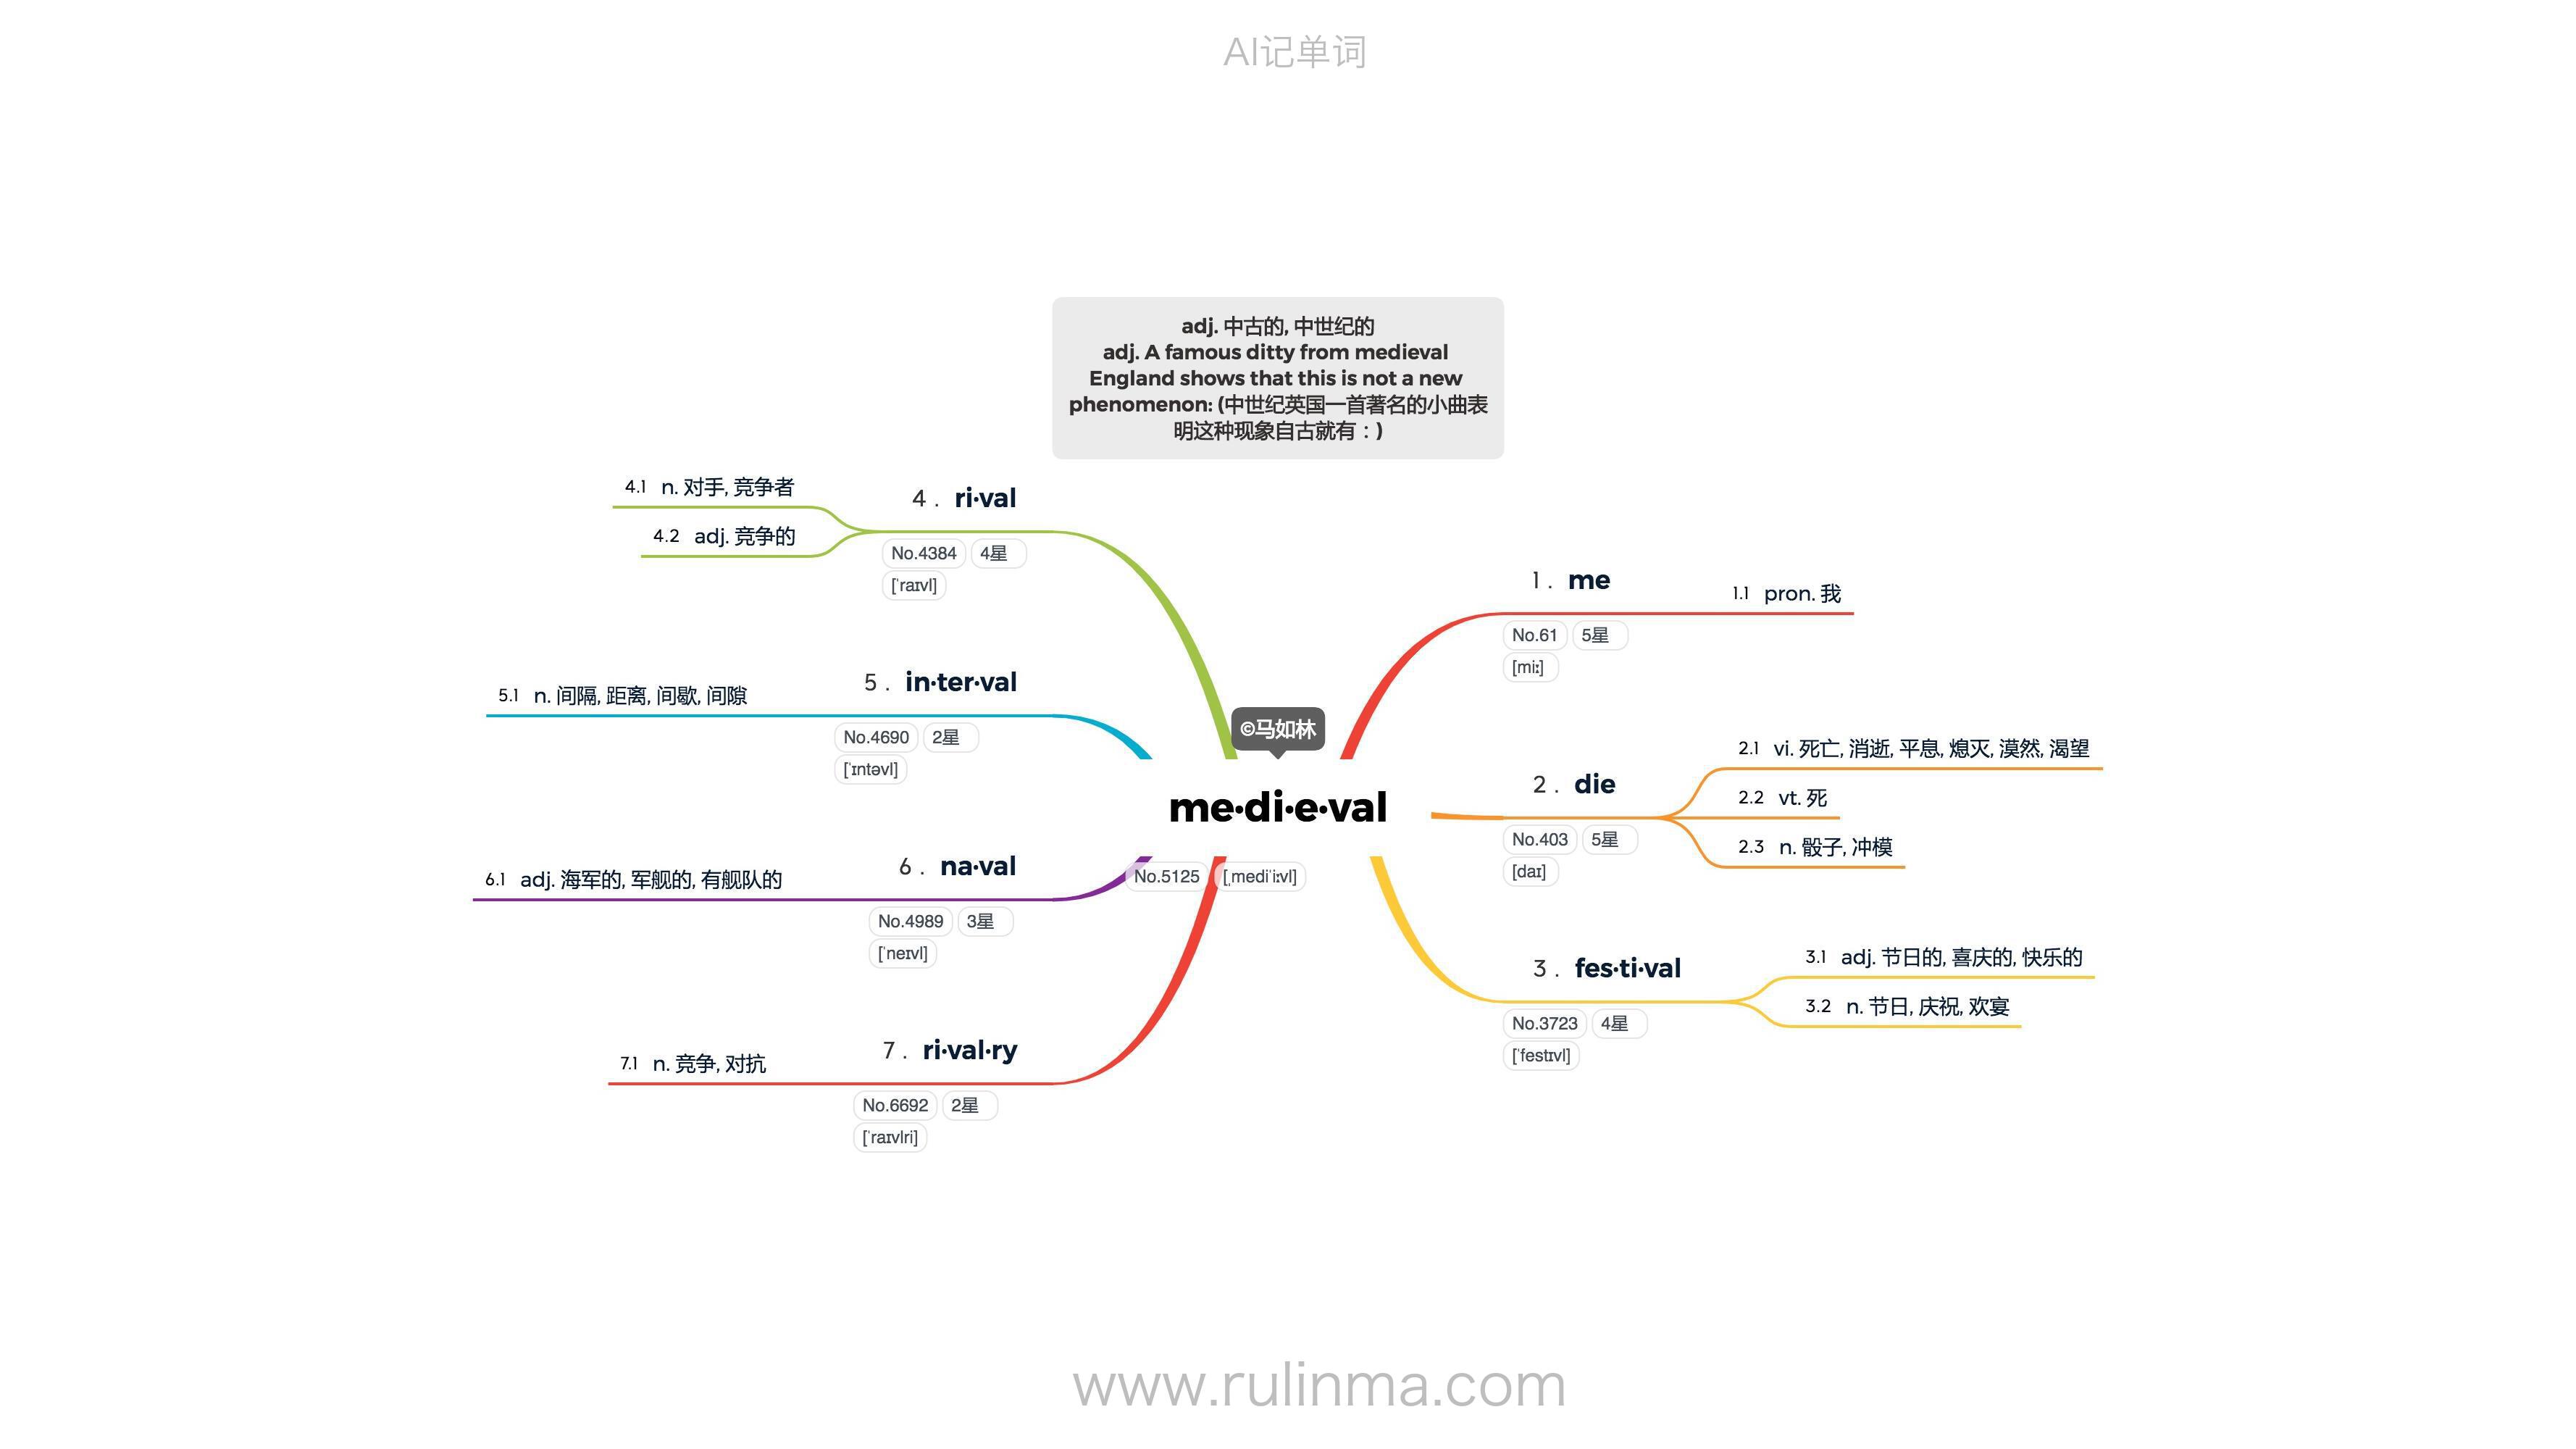 AI记单词
adj. 中古的, 中世纪的
adj. A famous ditty from medieval
England shows that this is not a new
phenomenon: (中世纪英国一首著名的小曲表
明这种现象自古就有：)
©马如林
me·di·e·val
No.5125 [ˌmediˈiːvl]
1 . me
No.61 5星
[miː]
1.1 pron. 我
2 . die
No.403 5星
[daɪ]
2.1 vi. 死亡, 消逝, 平息, 熄灭, 漠然, 渴望
2.2 vt. 死
2.3 n. 骰子, 冲模
3 . fes·ti·val
No.3723 4星
[ˈfestɪvl]
3.1 adj. 节日的, 喜庆的, 快乐的
3.2 n. 节日, 庆祝, 欢宴
4 . ri·val
No.4384 4星
[ˈraɪvl]
4.1 n. 对手, 竞争者
4.2 adj. 竞争的
5 . in·ter·val
No.4690 2星
[ˈɪntəvl]
5.1 n. 间隔, 距离, 间歇, 间隙
6 . na·val
No.4989 3星
[ˈneɪvl]
6.1 adj. 海军的, 军舰的, 有舰队的
7 . ri·val·ry
No.6692 2星
[ˈraɪvlri]
7.1 n. 竞争, 对抗
www.rulinma.com